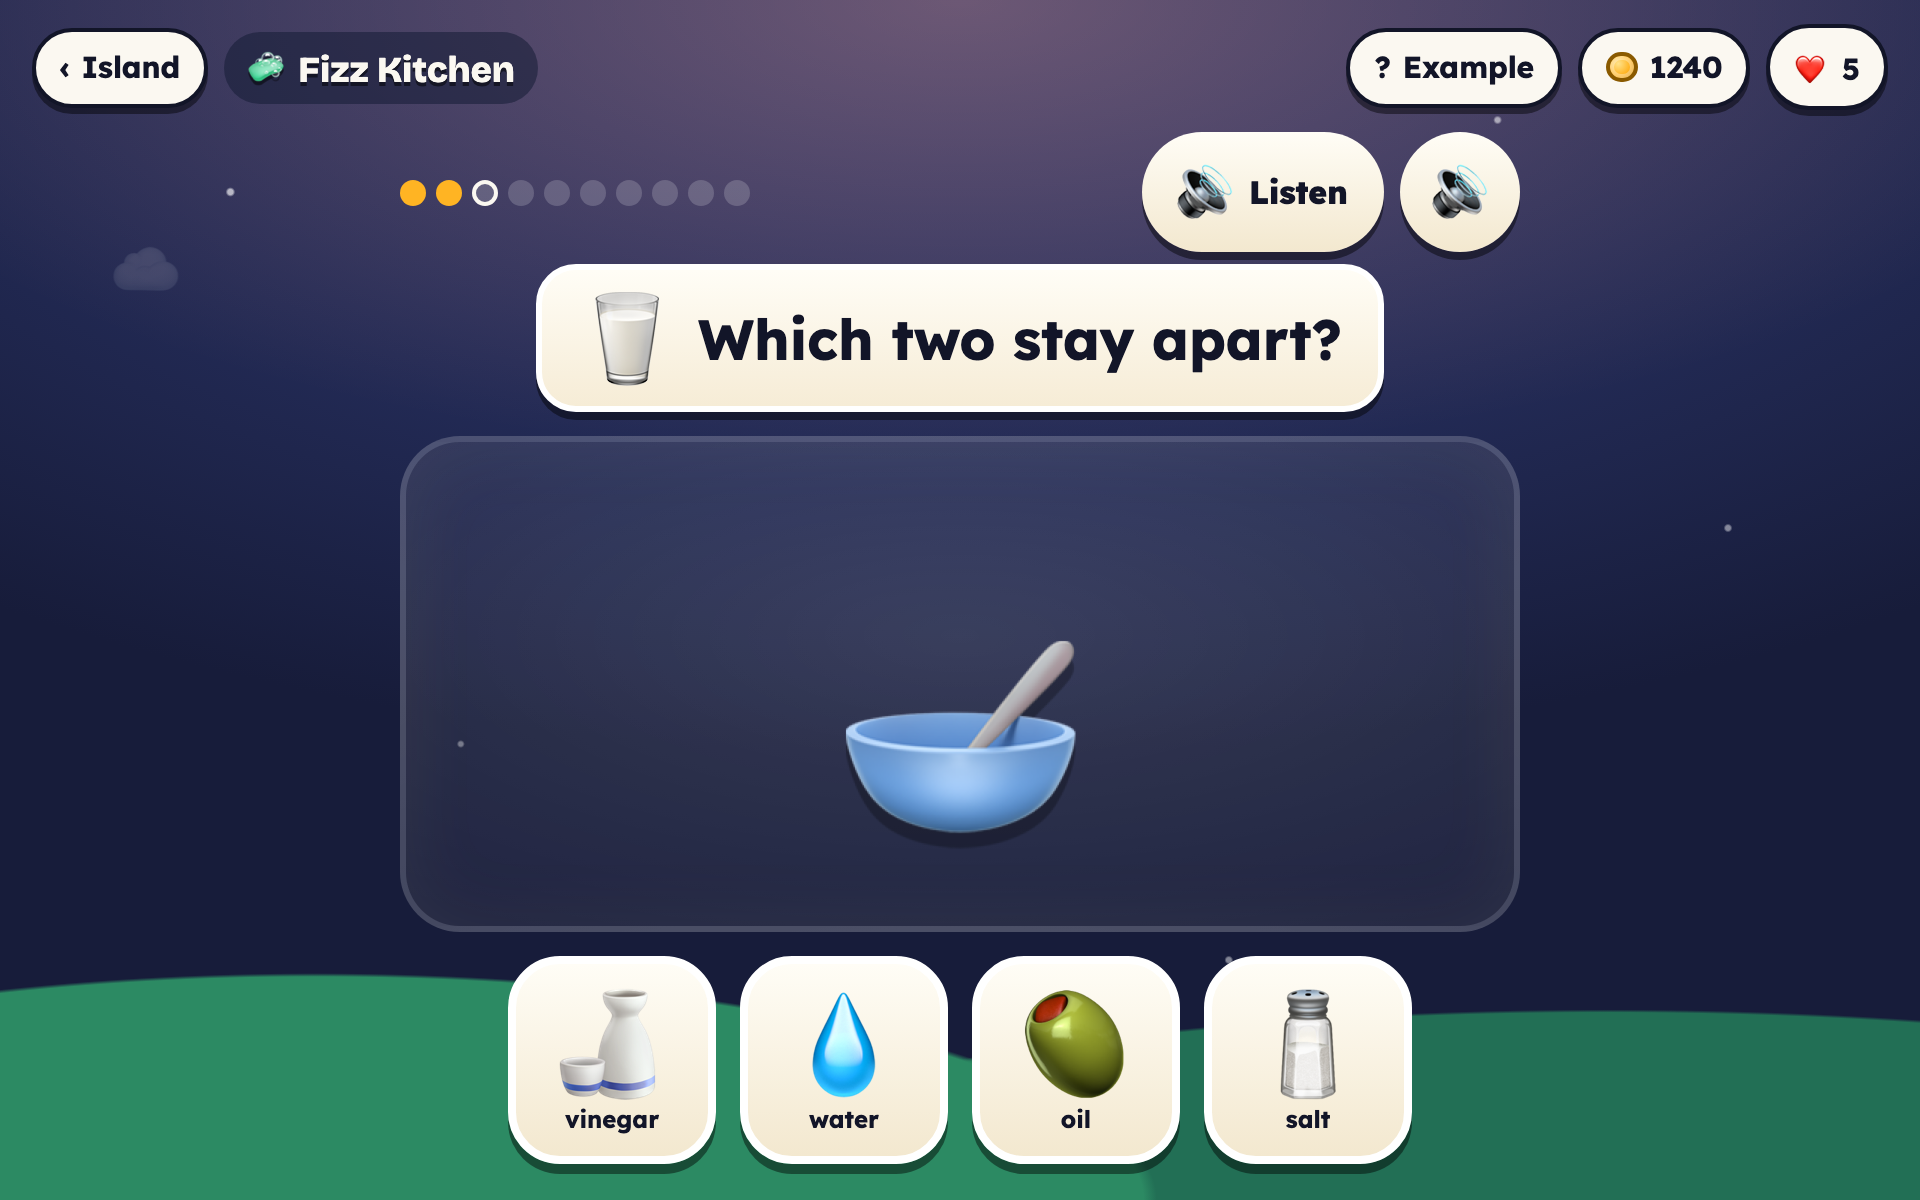 ‹ Island
Fizz Kitchen
? Example
1240
5
Listen
Which two stay apart?
vinegar
water
oil
salt